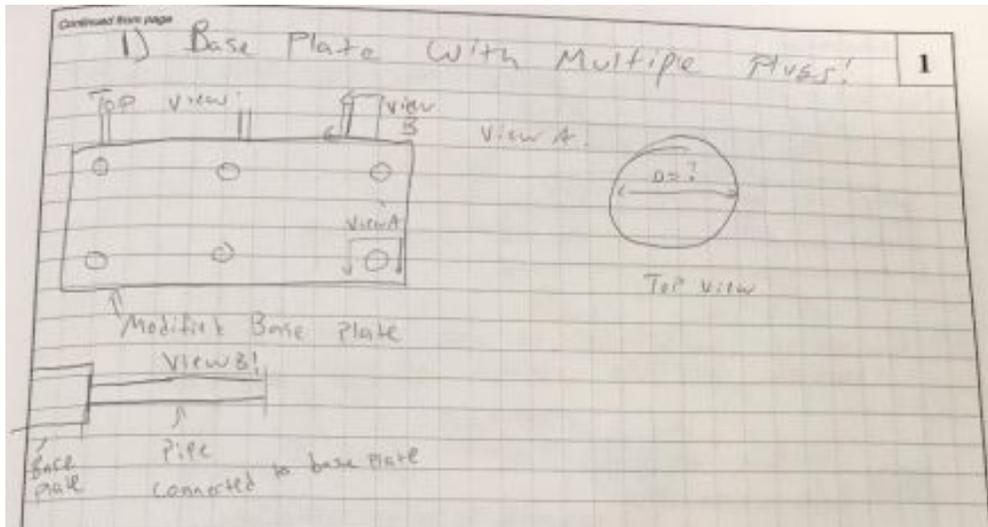 Continued from page
1) Base Plate With Multiple
1
Top view:
view
B
View A:
D=?
View A
Top view
Modified Base Plate
View B:
Pipe
connected to base plate
Base
plate